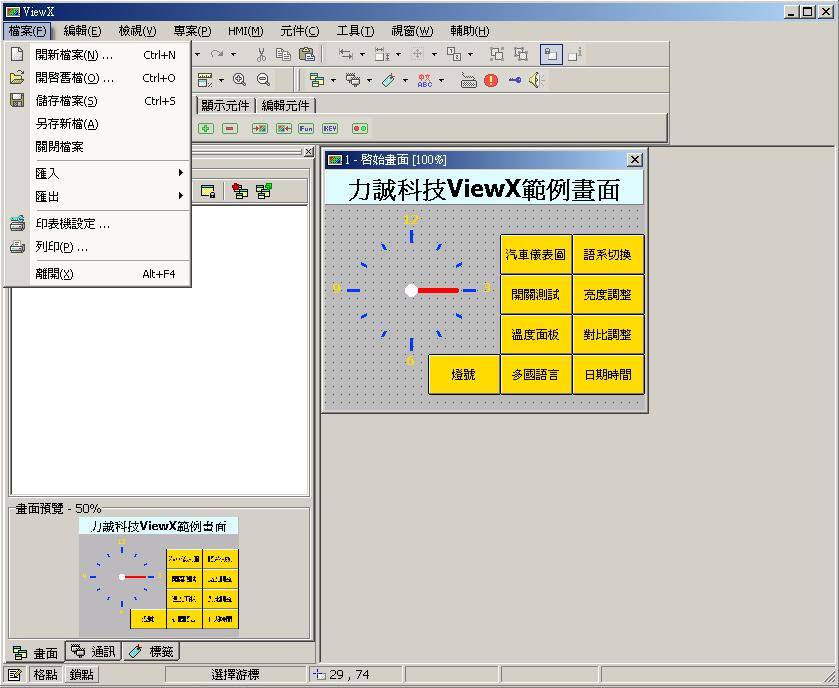 ViewX
檔案(F) 編輯(E) 檢視(V) 專案(P) HMI(M) 元件(C) 工具(T) 視窗(W) 輔助(H)
開新檔案(N) ... Ctrl+N
開啓舊檔(O) ... Ctrl+O
儲存檔案(S) Ctrl+S
另存新檔(A)
關閉檔案
匯入
匯出
印表機設定 ...
列印(P) ...
離開(X) Alt+F4
中文
ABC
顯示元件 編輯元件
Fun KEY
1 - 啓始畫面 [100%]
力誠科技ViewX範例畫面
12
9 3
6
汽車儀表圖 語系切換
開關測試 亮度調整
溫度面板 對比調整
燈號 多國語言 日期時間
畫面預覽 - 50%
力誠科技ViewX範例畫面
畫面 通訊 標籤
格點 鎖點 選擇游標 29 , 74